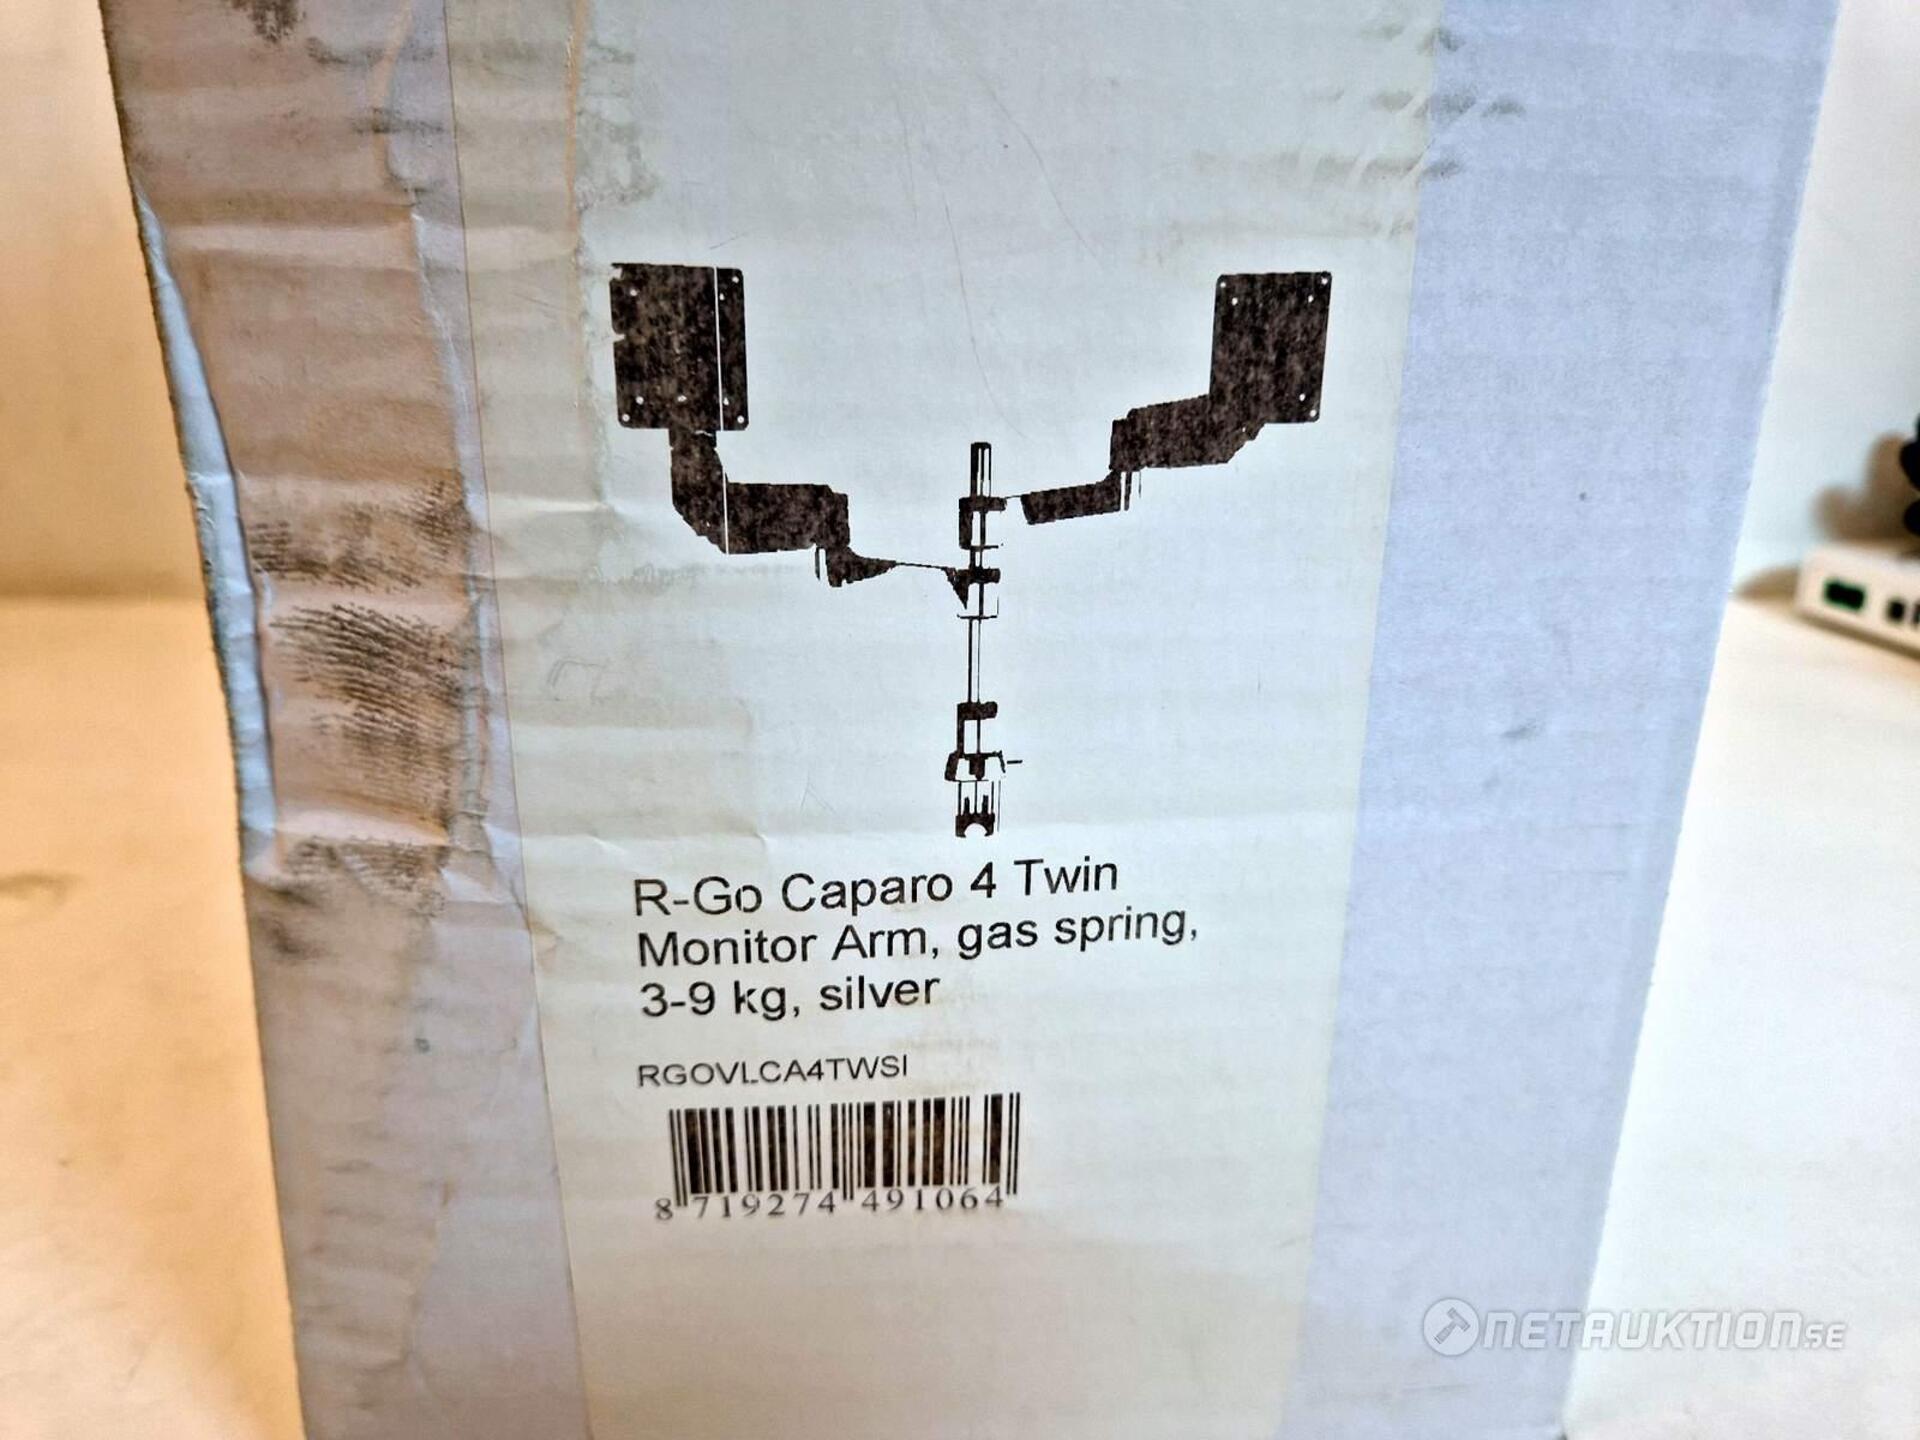 R-Go Caparo 4 Twin
Monitor Arm, gas spring,
3-9 kg, silver
RGOVLCA4TWSI
8 719274 491064
NETAUKTION.SE